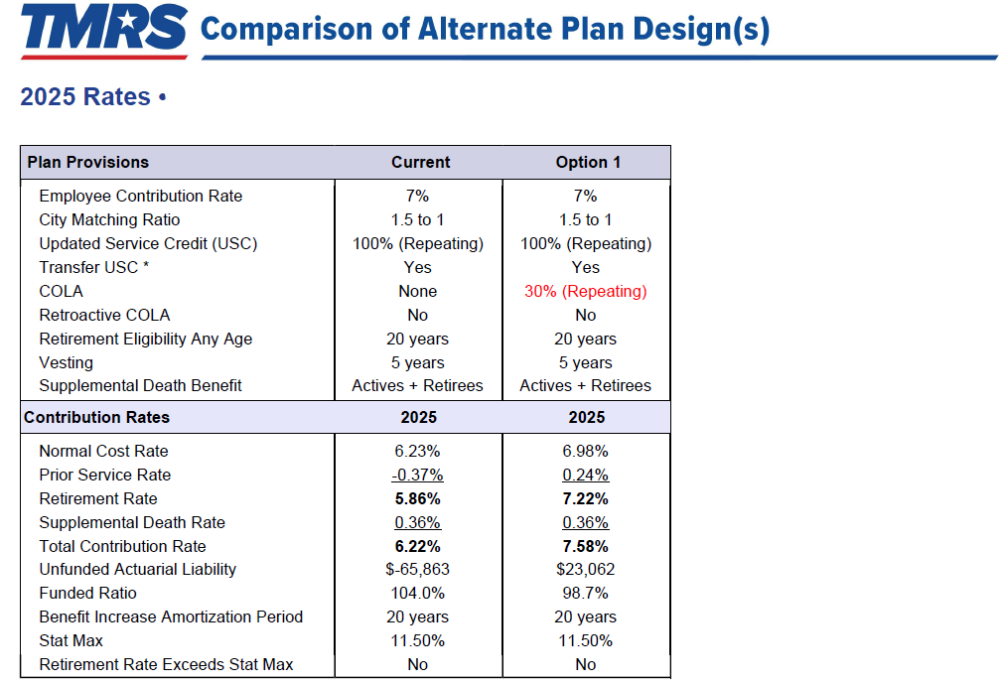 TMRS Comparison of Alternate Plan Design(s)
2025 Rates •
Plan Provisions Current Option 1
Employee Contribution Rate 7% 7%
City Matching Ratio 1.5 to 1 1.5 to 1
Updated Service Credit (USC) 100% (Repeating) 100% (Repeating)
Transfer USC * Yes Yes
COLA None 30% (Repeating)
Retroactive COLA No No
Retirement Eligibility Any Age 20 years 20 years
Vesting 5 years 5 years
Supplemental Death Benefit Actives + Retirees Actives + Retirees
Contribution Rates 2025 2025
Normal Cost Rate 6.23% 6.98%
Prior Service Rate -0.37% 0.24%
Retirement Rate 5.86% 7.22%
Supplemental Death Rate 0.36% 0.36%
Total Contribution Rate 6.22% 7.58%
Unfunded Actuarial Liability $-65,863 $23,062
Funded Ratio 104.0% 98.7%
Benefit Increase Amortization Period 20 years 20 years
Stat Max 11.50% 11.50%
Retirement Rate Exceeds Stat Max No No